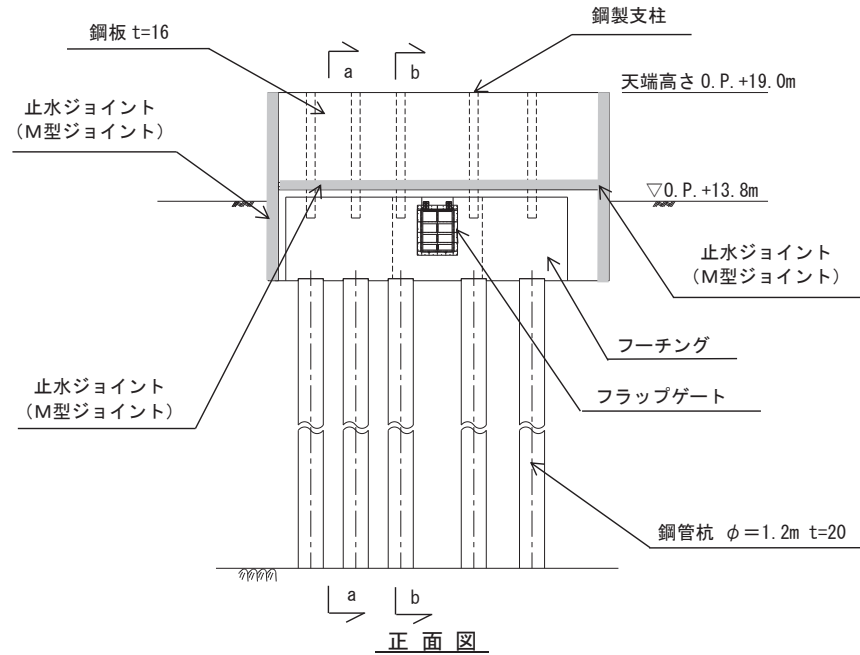 鋼製支柱
鋼板 t=16
a
b
天端高さ O.P.+19.0m
止水ジョイント
（M型ジョイント）
▽O.P.+13.8m
止水ジョイント
（M型ジョイント）
フーチング
止水ジョイント
（M型ジョイント）
フラップゲート
鋼管杭 φ＝1.2m t=20
a
b
正面図